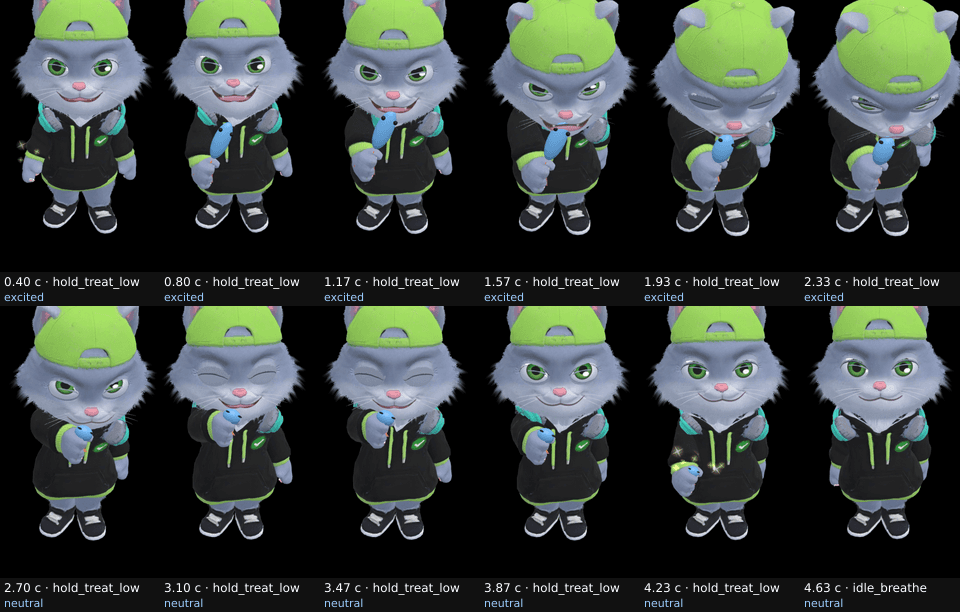 0.40 c · hold_treat_low
excited
0.80 c · hold_treat_low
excited
1.17 c · hold_treat_low
excited
1.57 c · hold_treat_low
excited
1.93 c · hold_treat_low
excited
2.33 c · hold_treat_low
excited
2.70 c · hold_treat_low
neutral
3.10 c · hold_treat_low
neutral
3.47 c · hold_treat_low
neutral
3.87 c · hold_treat_low
neutral
4.23 c · hold_treat_low
neutral
4.63 c · idle_breathe
neutral